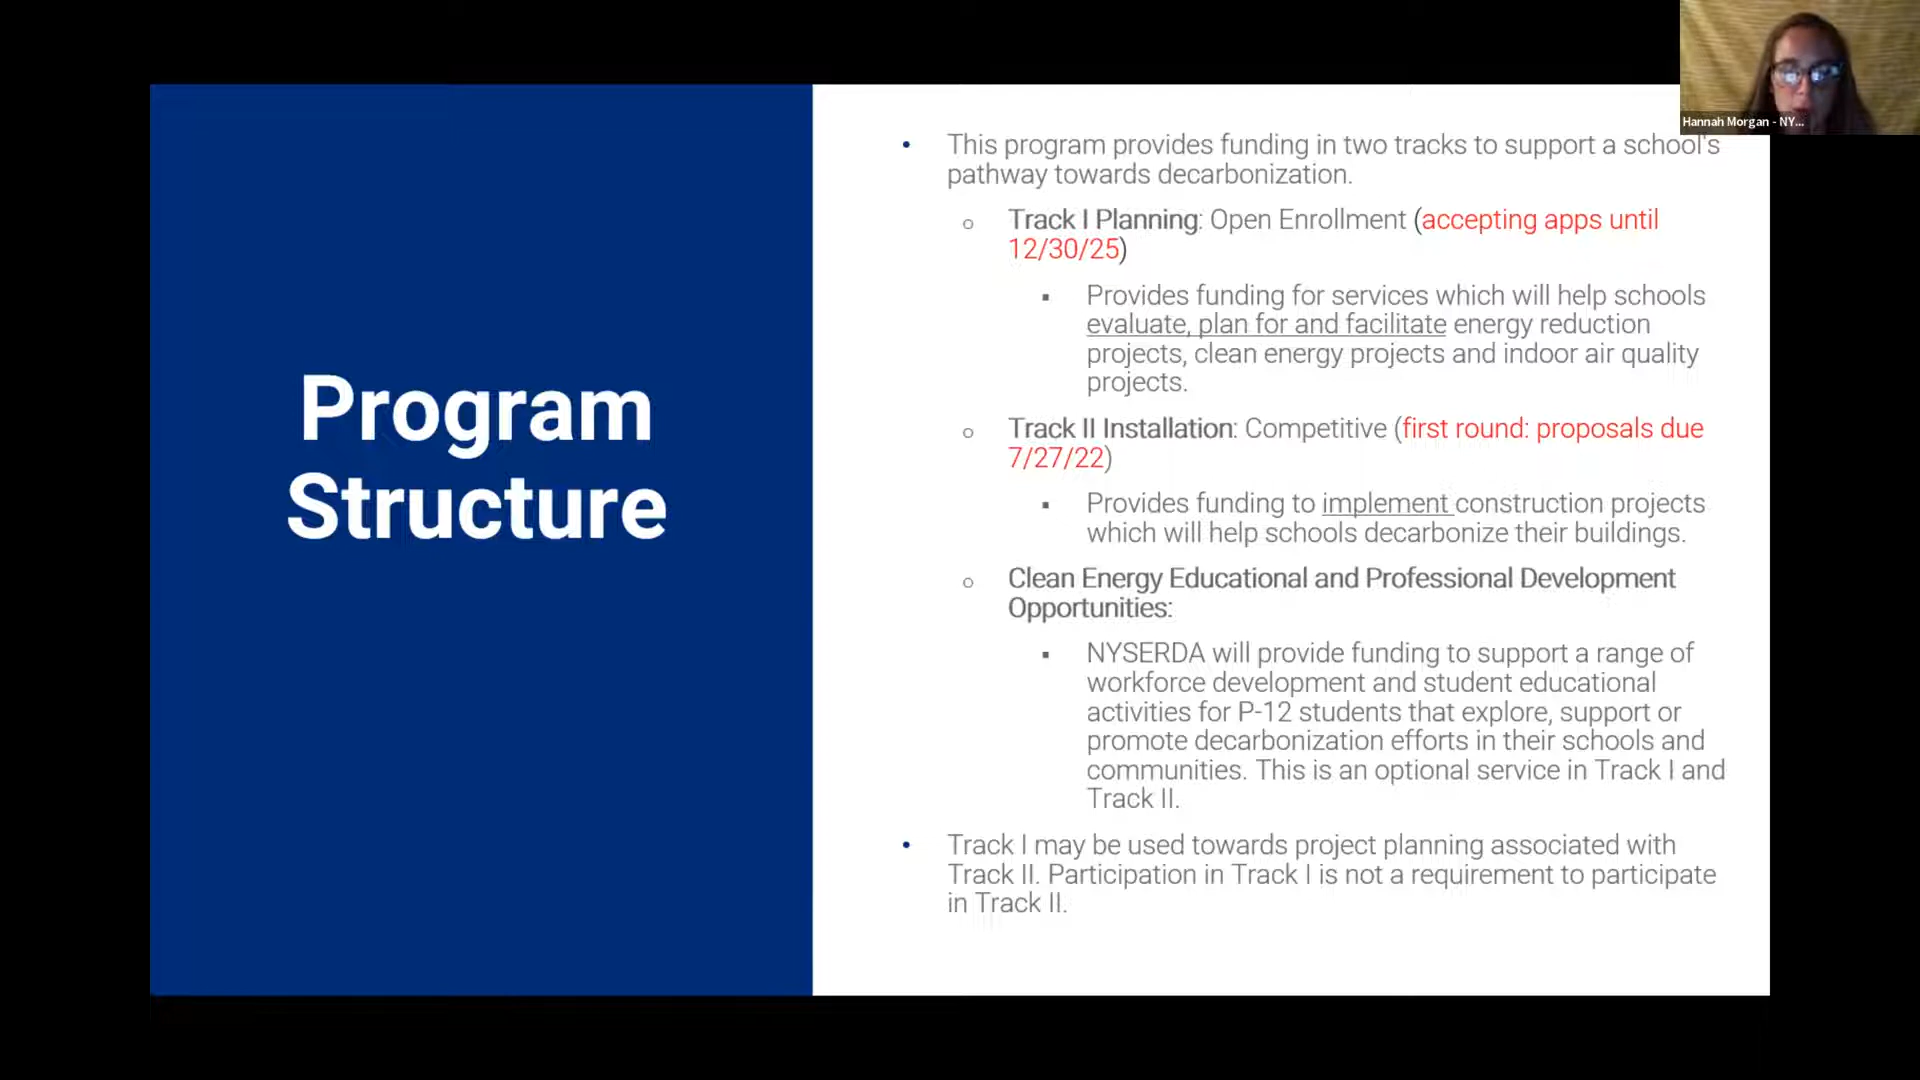 Hannah Morgan - NY...
Program
Structure
• This program provides funding in two tracks to support a school's
pathway towards decarbonization.
o Track I Planning: Open Enrollment (accepting apps until
12/30/25)
▪ Provides funding for services which will help schools
evaluate, plan for and facilitate energy reduction
projects, clean energy projects and indoor air quality
projects.
o Track II Installation: Competitive (first round: proposals due
7/27/22)
▪ Provides funding to implement construction projects
which will help schools decarbonize their buildings.
o Clean Energy Educational and Professional Development
Opportunities:
▪ NYSERDA will provide funding to support a range of
workforce development and student educational
activities for P-12 students that explore, support or
promote decarbonization efforts in their schools and
communities. This is an optional service in Track I and
Track II.
• Track I may be used towards project planning associated with
Track II. Participation in Track I is not a requirement to participate
in Track II.